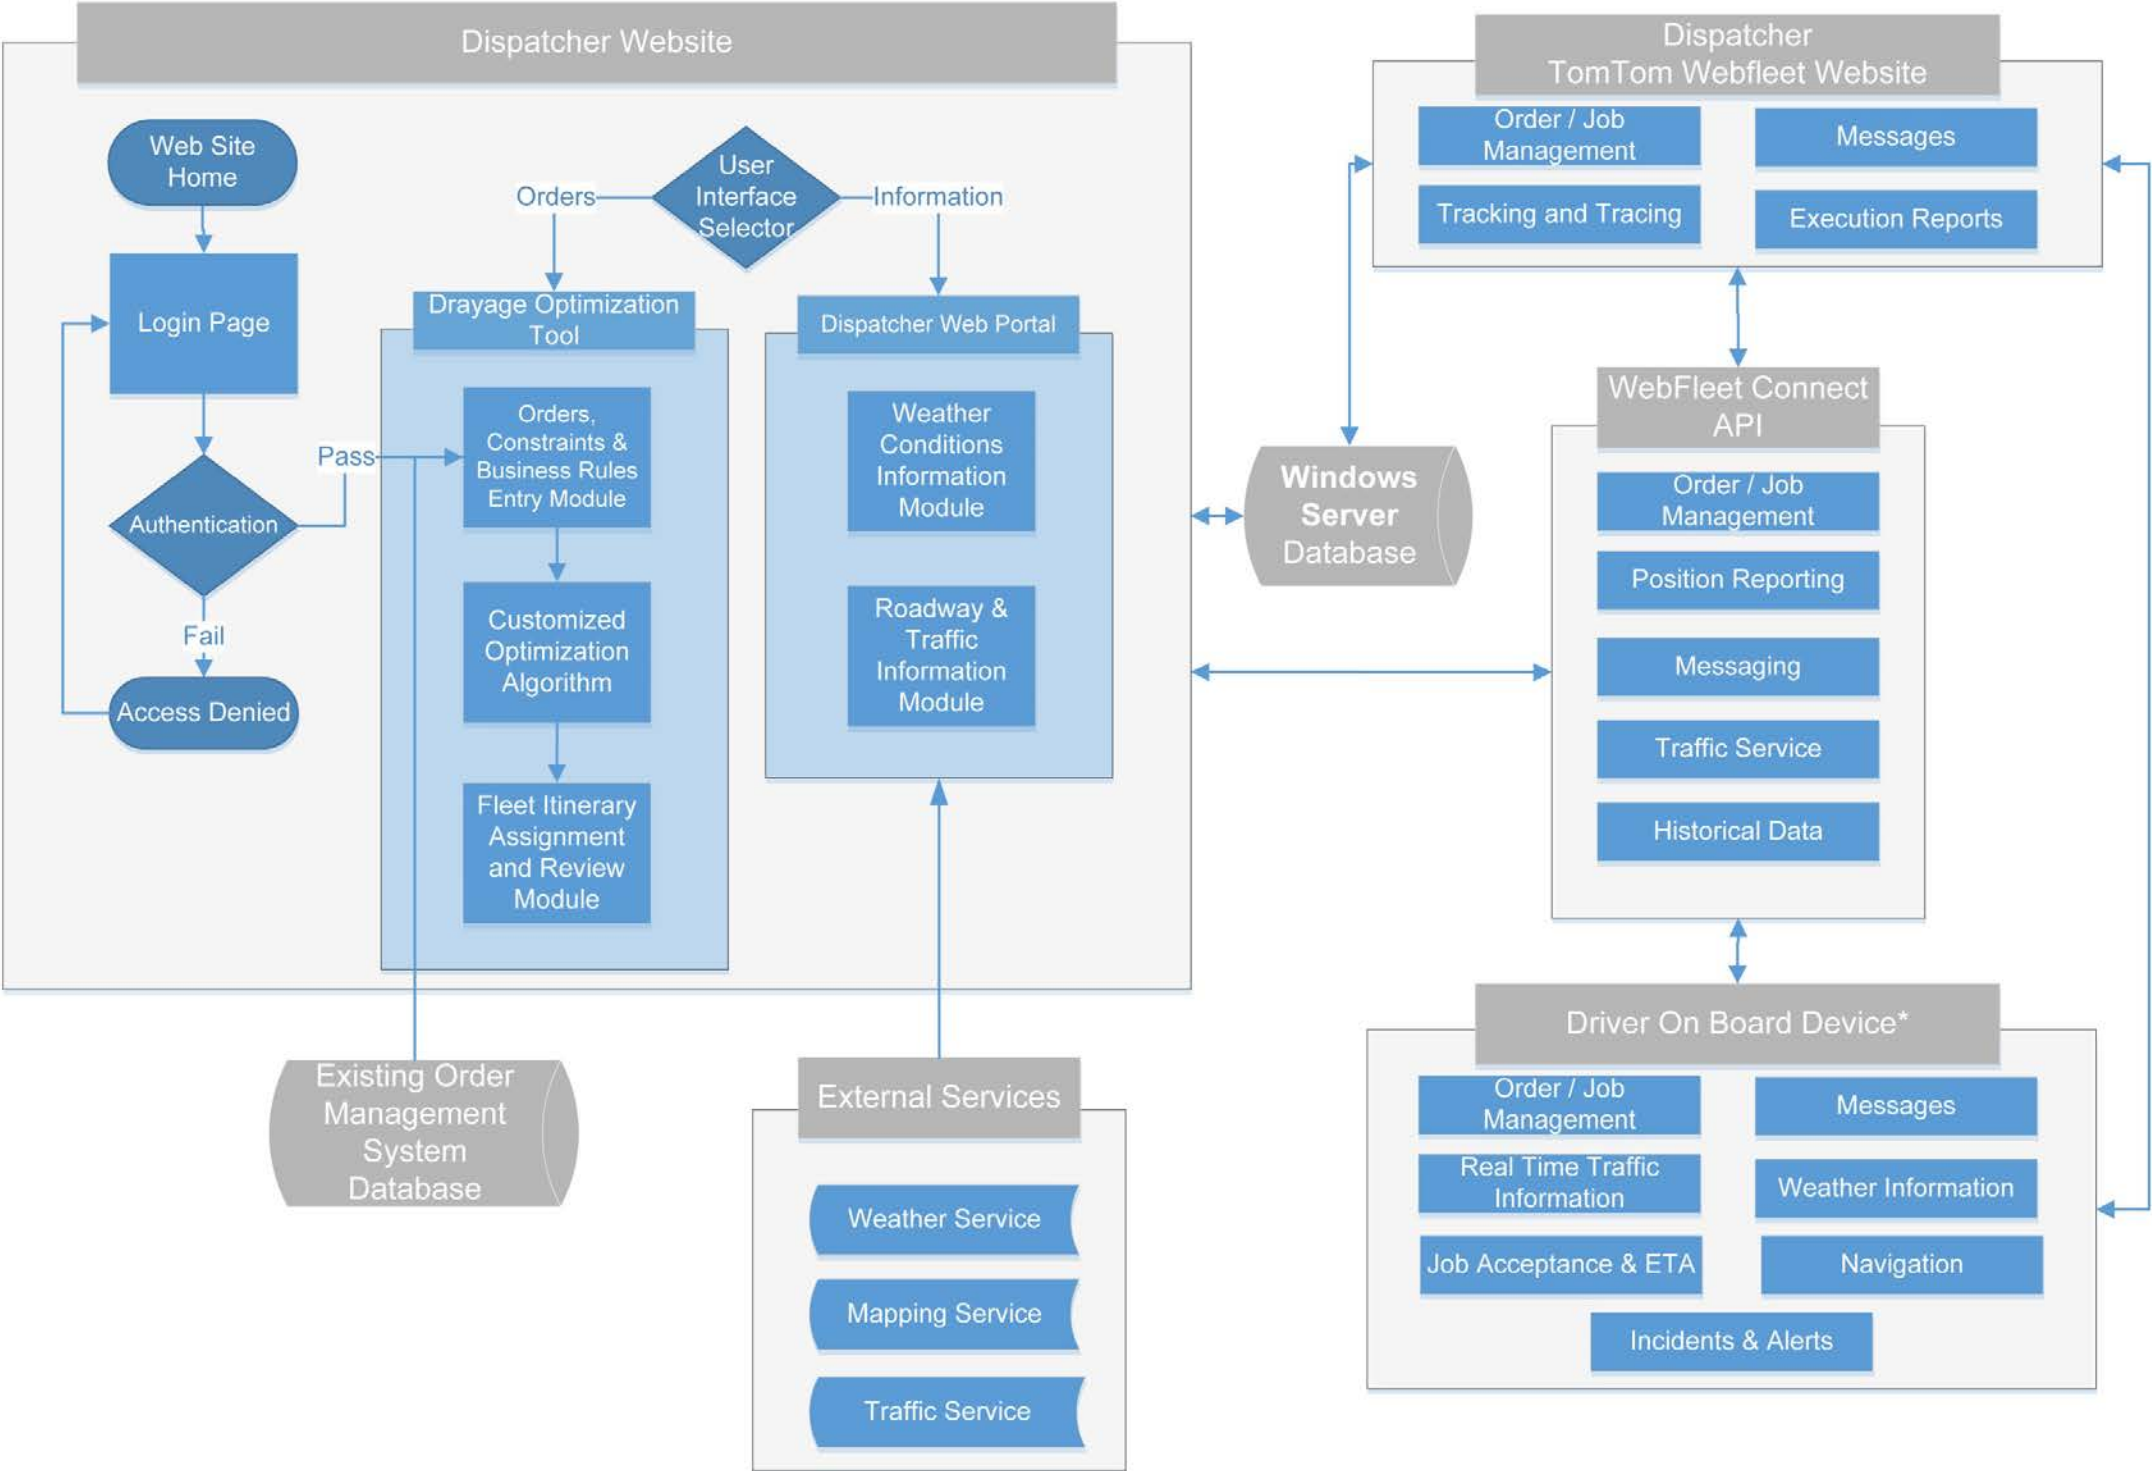 Dispatcher Website
Web Site
Home
Login Page
Authentication
Pass
Fail
Access Denied
User
Interface
Selector
Orders
Information
Drayage Optimization
Tool
Orders,
Constraints &
Business Rules
Entry Module
Customized
Optimization
Algorithm
Fleet Itinerary
Assignment
and Review
Module
Dispatcher Web Portal
Weather
Conditions
Information
Module
Roadway &
Traffic
Information
Module
Existing Order
Management
System
Database
External Services
Weather Service
Mapping Service
Traffic Service
Windows
Server
Database
Dispatcher
TomTom Webfleet Website
Order / Job
Management
Messages
Tracking and Tracing
Execution Reports
WebFleet Connect
API
Order / Job
Management
Position Reporting
Messaging
Traffic Service
Historical Data
Driver On Board Device*
Order / Job
Management
Messages
Real Time Traffic
Information
Weather Information
Job Acceptance & ETA
Navigation
Incidents & Alerts